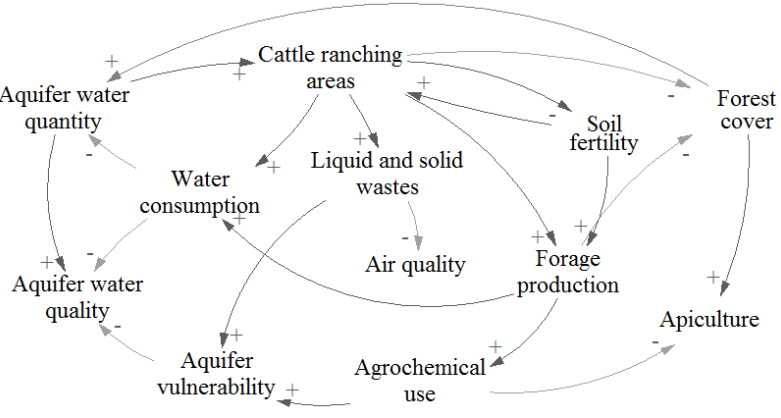 Cattle ranching
areas
Aquifer water
quantity
Forest
cover
Soil
fertility
Liquid and solid
wastes
Water
consumption
Air quality
Forage
production
Aquifer water
quality
Apiculture
Aquifer
vulnerability
Agrochemical
use
+
+
+
-
-
+
-
+
+
-
+
-
-
+
+
+
+
-
-
+
+
+
-
+